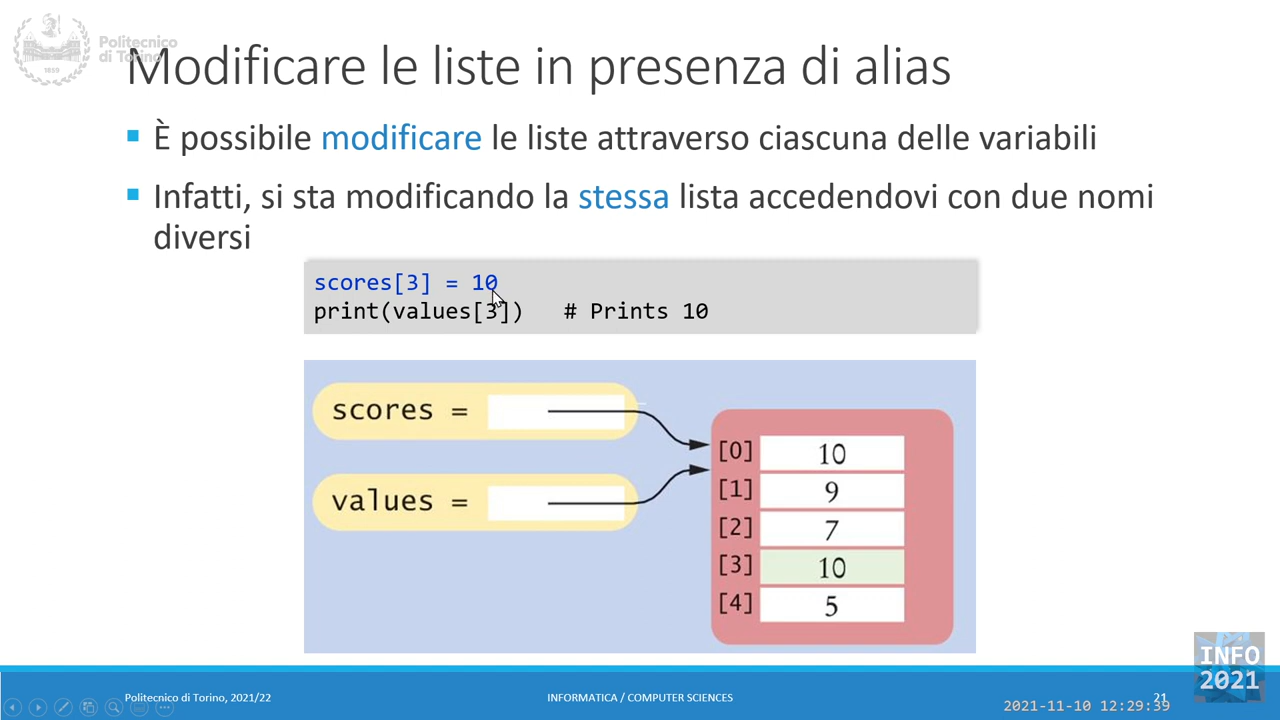 Politecnico
di Torino
1859
Modificare le liste in presenza di alias
È possibile modificare le liste attraverso ciascuna delle variabili
Infatti, si sta modificando la stessa lista accedendovi con due nomi
diversi
scores[3] = 10
print(values[3])   # Prints 10
scores =
values =
[0] 10
[1] 9
[2] 7
[3] 10
[4] 5
INFO
2021
Politecnico di Torino, 2021/22
INFORMATICA / COMPUTER SCIENCES
21
2021-11-10 12:29:39